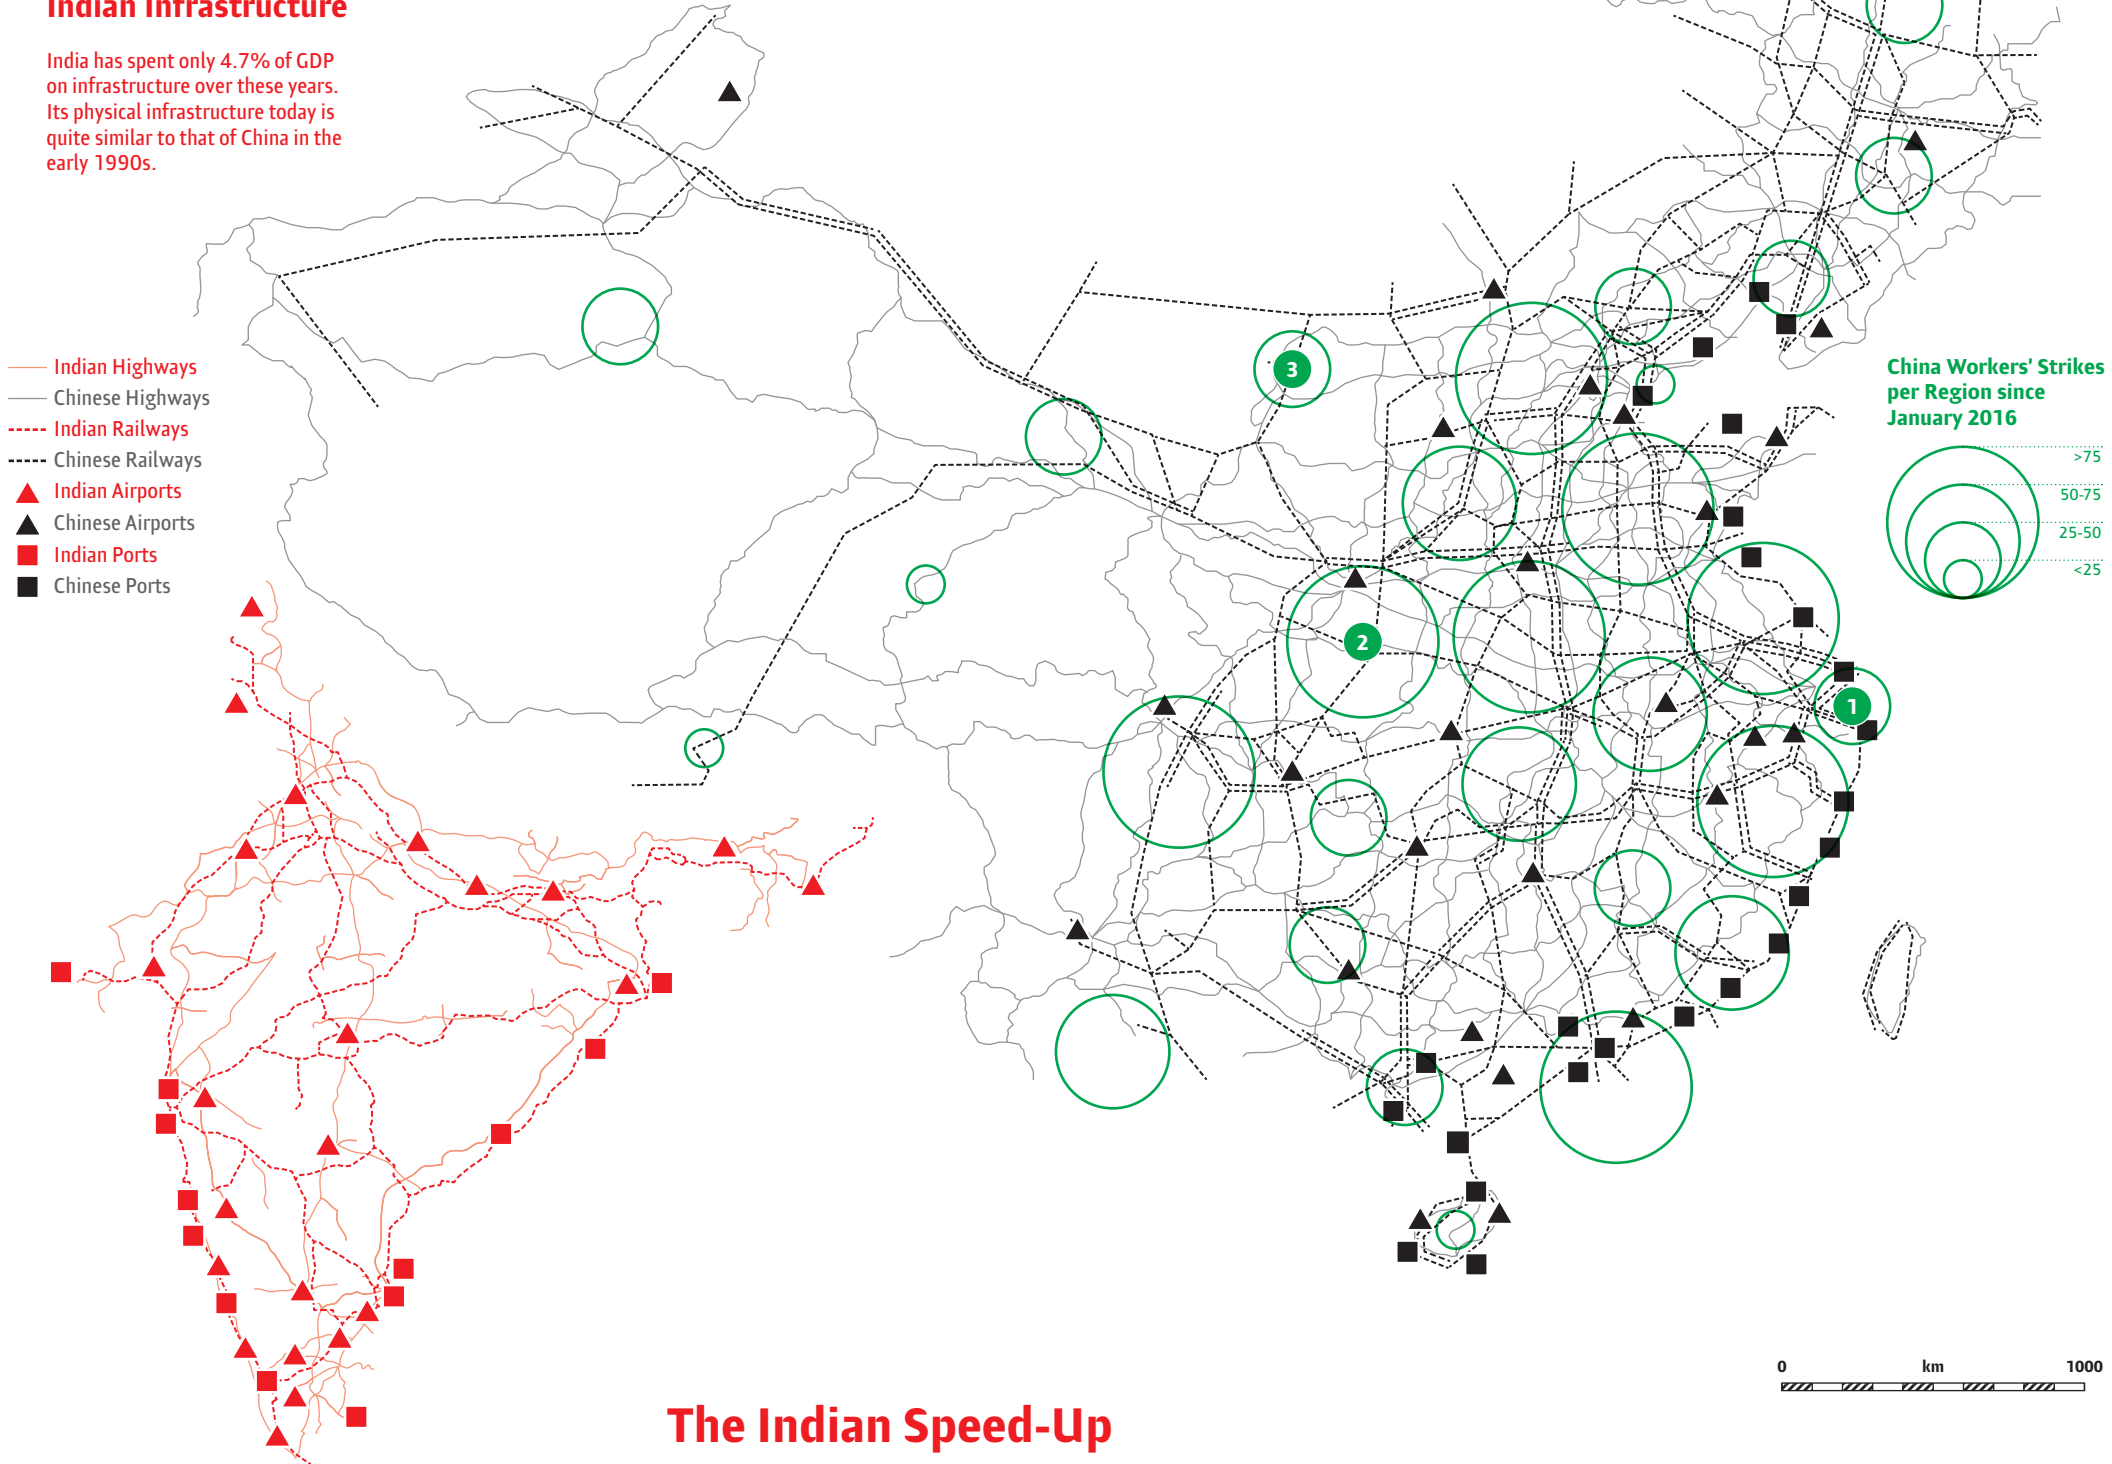 Indian Infrastructure
India has spent only 4.7% of GDP
on infrastructure over these years.
Its physical infrastructure today is
quite similar to that of China in the
early 1990s.
Indian Highways
Chinese Highways
Indian Railways
Chinese Railways
Indian Airports
Chinese Airports
Indian Ports
Chinese Ports
3
2
1
China Workers' Strikes
per Region since
January 2016
>75
50-75
25-50
<25
0 km 1000
The Indian Speed-Up